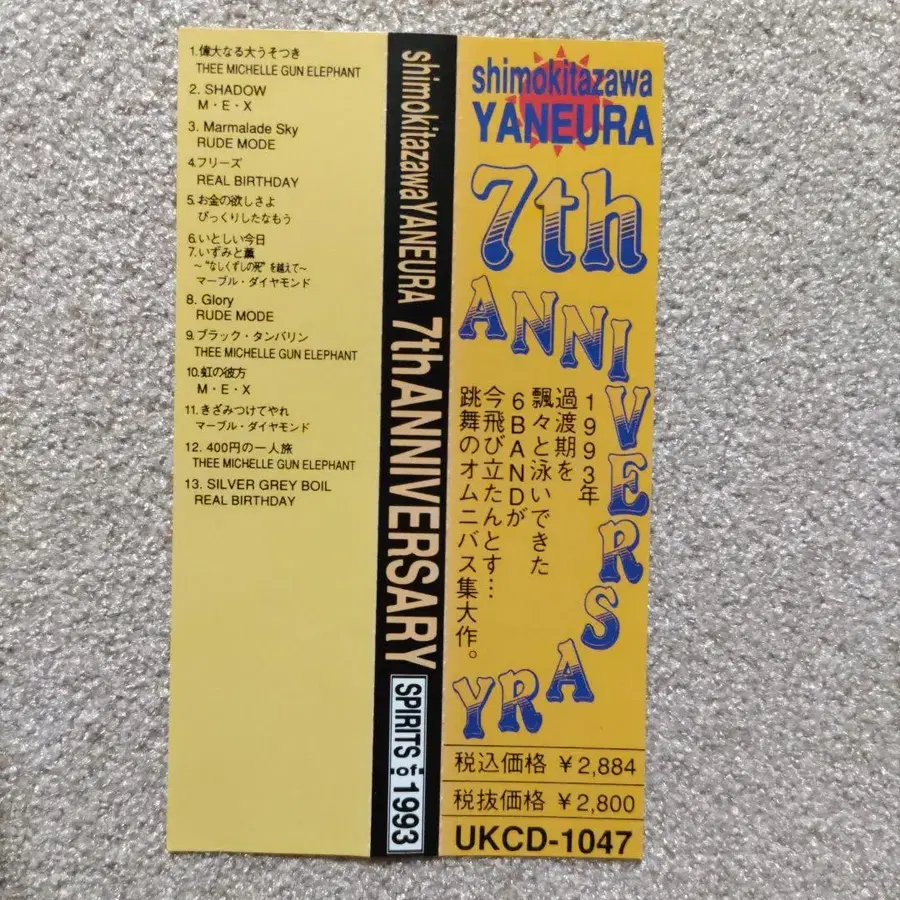 1.偉大なる大うそつき
THEE MICHELLE GUN ELEPHANT
2. SHADOW
M・E・X
3. Marmalade Sky
RUDE MODE
4.フリーズ
REAL BIRTHDAY
5.お金の欲しさよ
びっくりしたなもう
6.いとしい今日
7.いずみと薫
～“なしくずしの死”を越えて～
マーブル・ダイヤモンド
8. Glory
RUDE MODE
9.ブラック・タンバリン
THEE MICHELLE GUN ELEPHANT
10.虹の彼方
M・E・X
11.きざみつけてやれ
マーブル・ダイヤモンド
12. 400円の一人旅
THEE MICHELLE GUN ELEPHANT
13. SILVER GREY BOIL
REAL BIRTHDAY
shimokitazawa YANEURA 7th ANNIVERSARY
SPIRITS of 1993
shimokitazawa
YANEURA
7th
ANNIVERSARY
1993年
過渡期を
飄々と泳いできた
6BANDが
今飛び立たんとす…
跳舞のオムニバス集大作。
税込価格 ¥2,884
税抜価格 ¥2,800
UKCD-1047